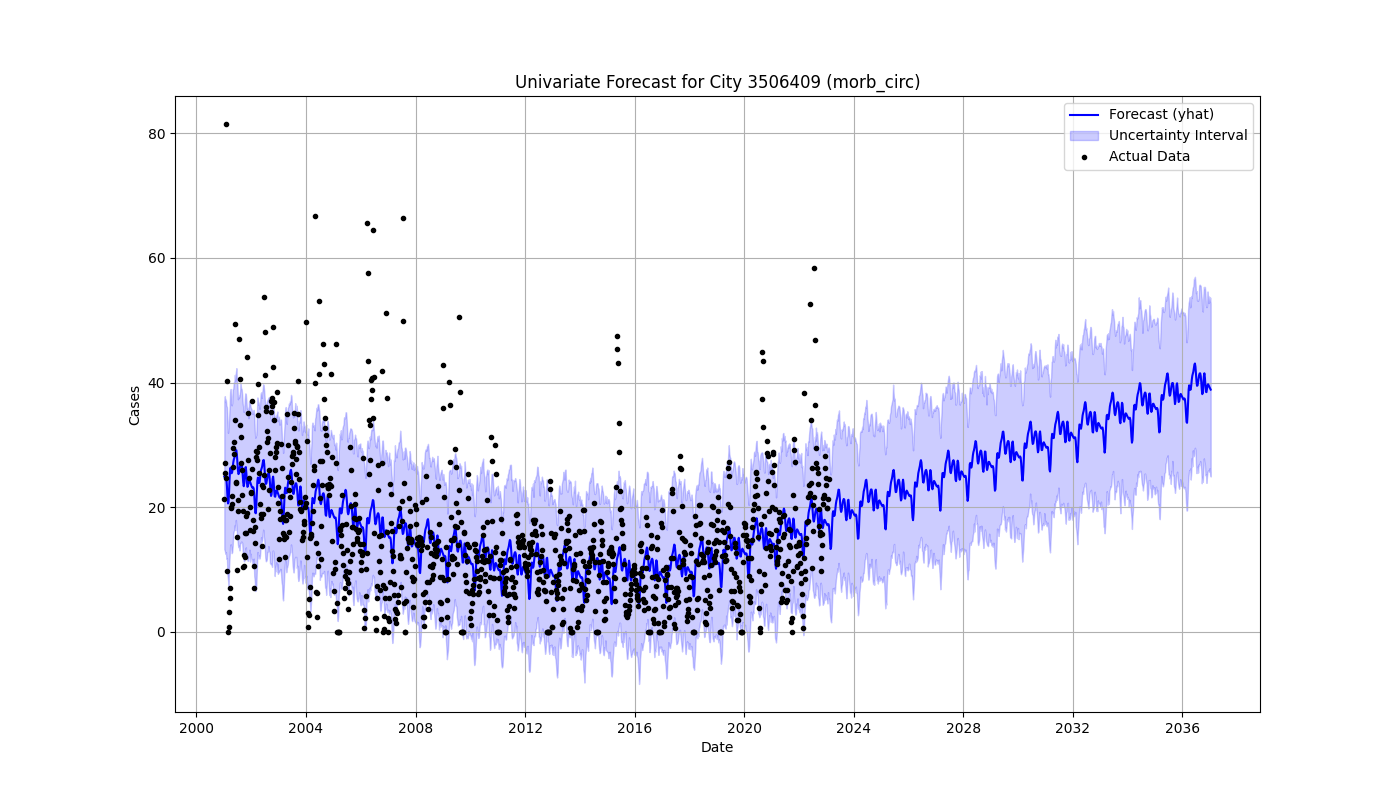 Univariate Forecast for City 3506409 (morb_circ)
Forecast (yhat)
Uncertainty Interval
Actual Data
80
60
40
20
0
Cases
2000 2004 2008 2012 2016 2020 2024 2028 2032 2036
Date